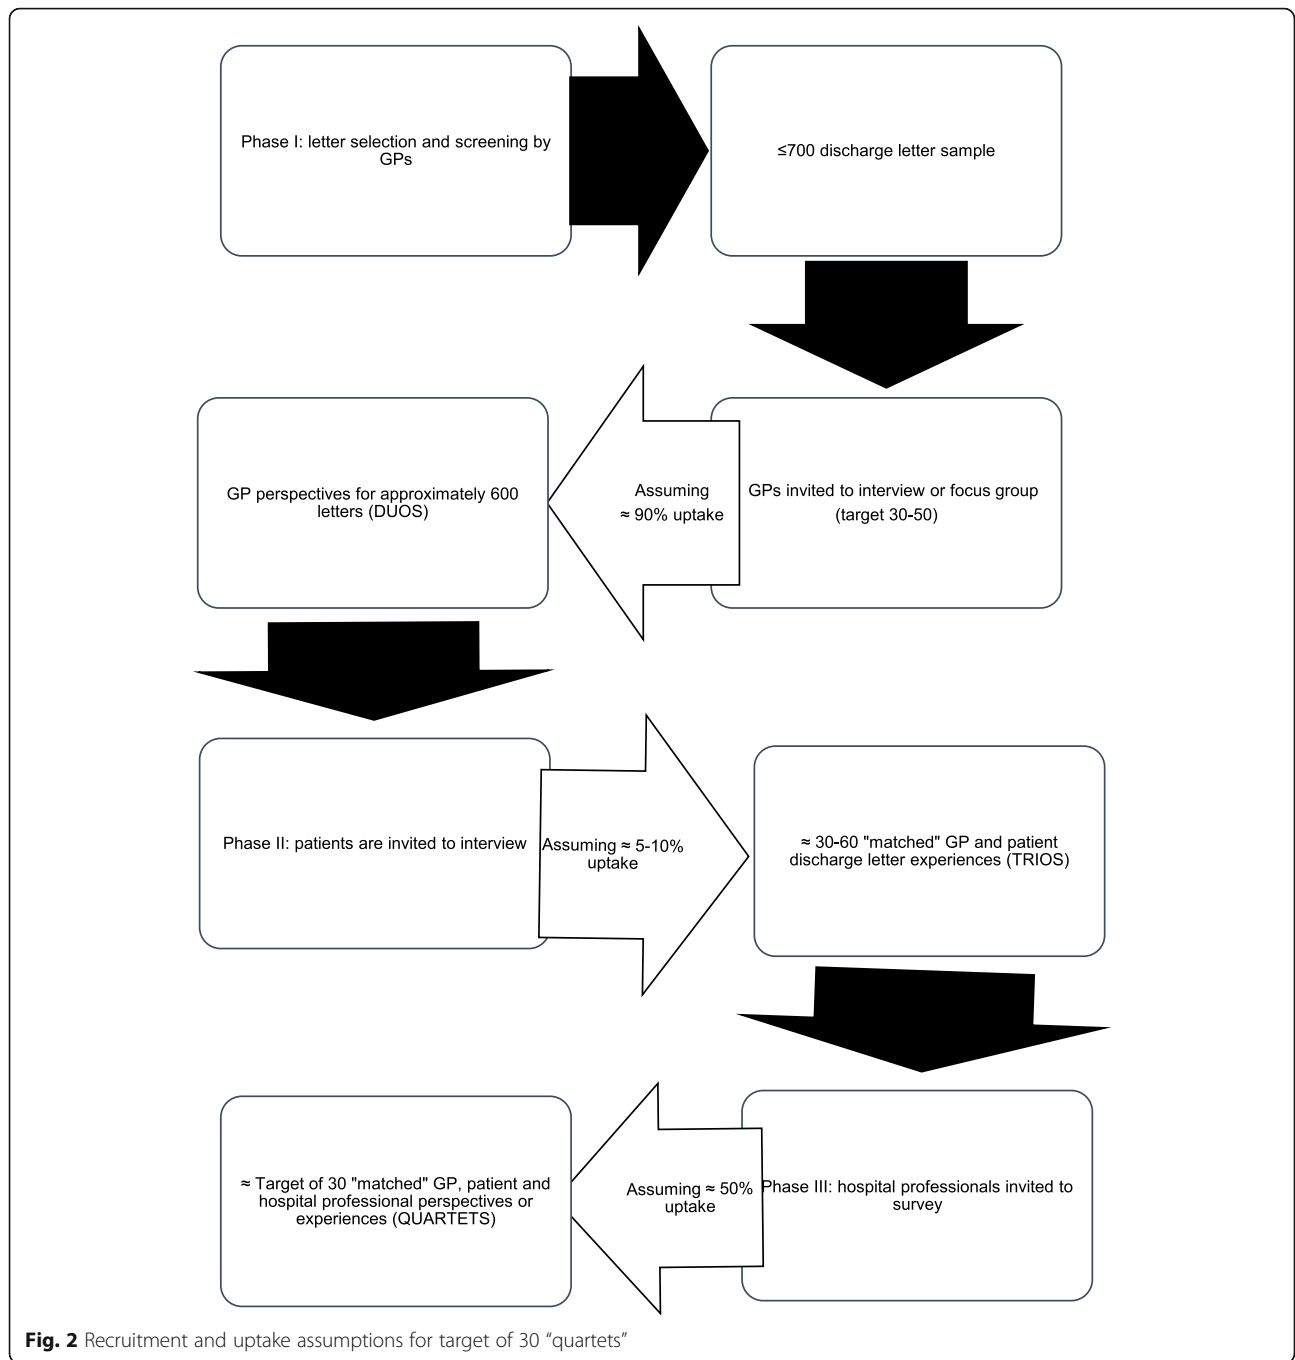 Phase I: letter selection and screening by
GPs
≤700 discharge letter sample
GPs invited to interview or focus group
(target 30-50)
Assuming
≈ 90% uptake
GP perspectives for approximately 600
letters (DUOS)
Phase II: patients are invited to interview
Assuming ≈ 5-10%
uptake
≈ 30-60 "matched" GP and patient
discharge letter experiences (TRIOS)
Phase III: hospital professionals invited to
survey
Assuming ≈ 50%
uptake
≈ Target of 30 "matched" GP, patient and
hospital professional perspectives or
experiences (QUARTETS)
Fig. 2 Recruitment and uptake assumptions for target of 30 “quartets”